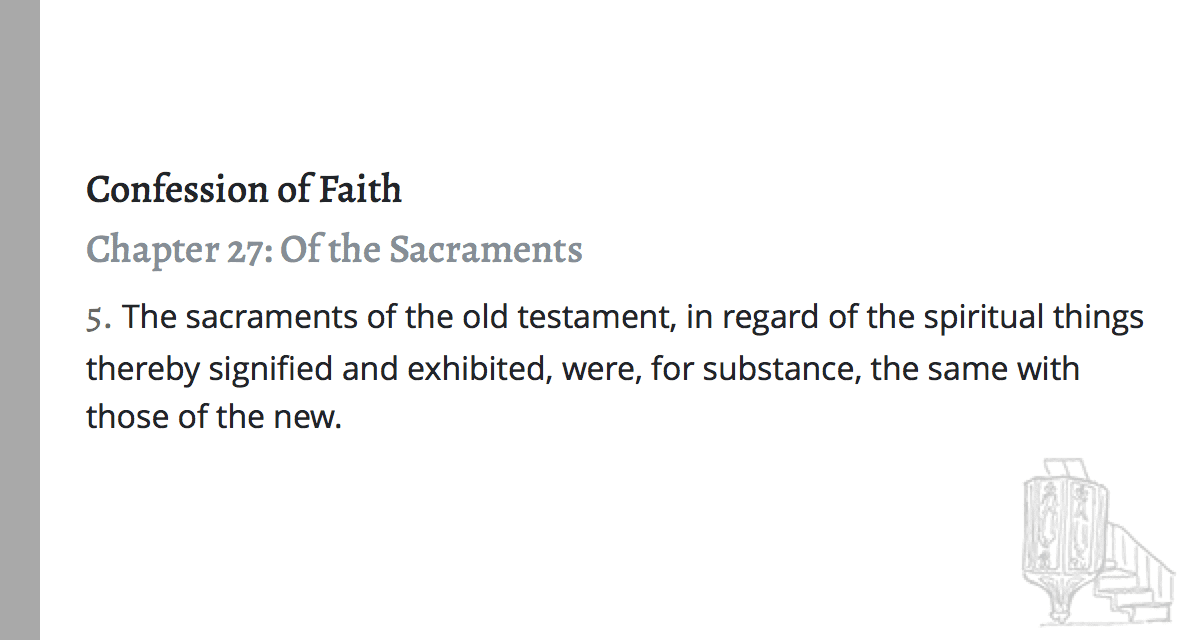 Confession of Faith
Chapter 27: Of the Sacraments
5. The sacraments of the old testament, in regard of the spiritual things
thereby signified and exhibited, were, for substance, the same with
those of the new.